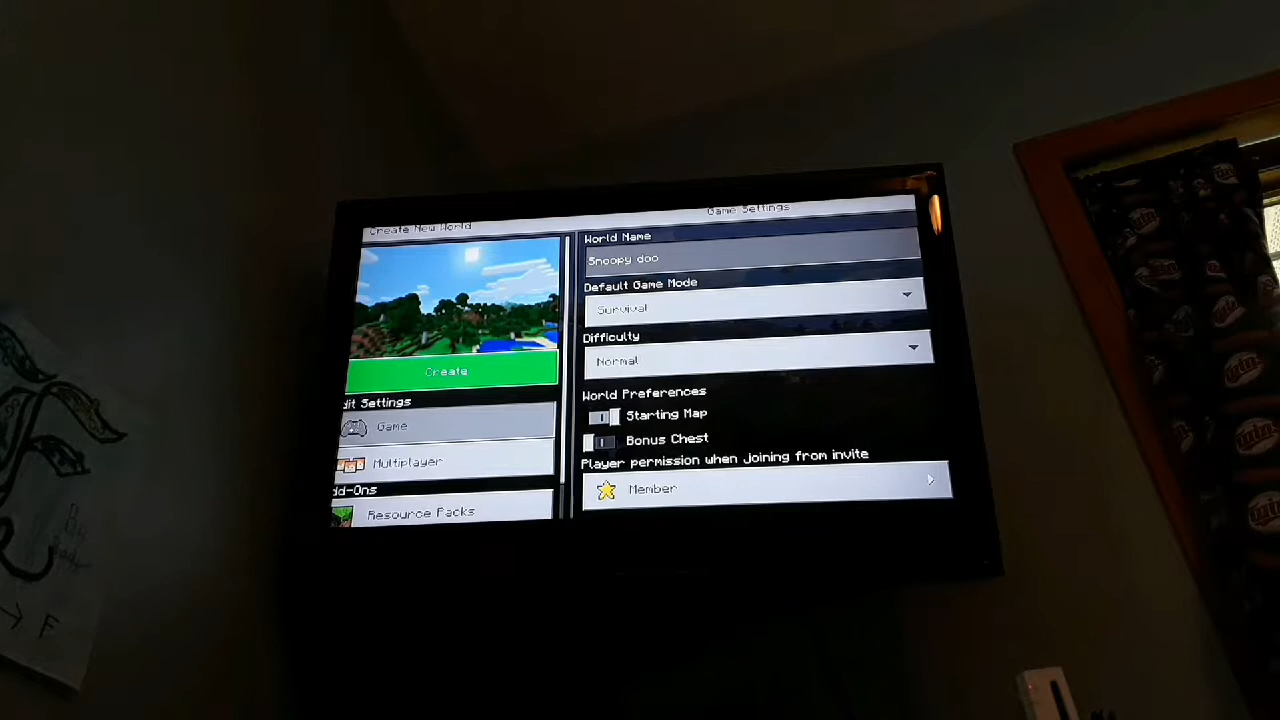 Create New World
Game Settings
World Name
Snoopy doo
Default Game Mode
Survival
Difficulty
Normal
World Preferences
Starting Map
Bonus Chest
Player permission when joining from invite
Member
Create
dit Settings
Game
Multiplayer
dd-Ons
Resource Packs
F
Twins